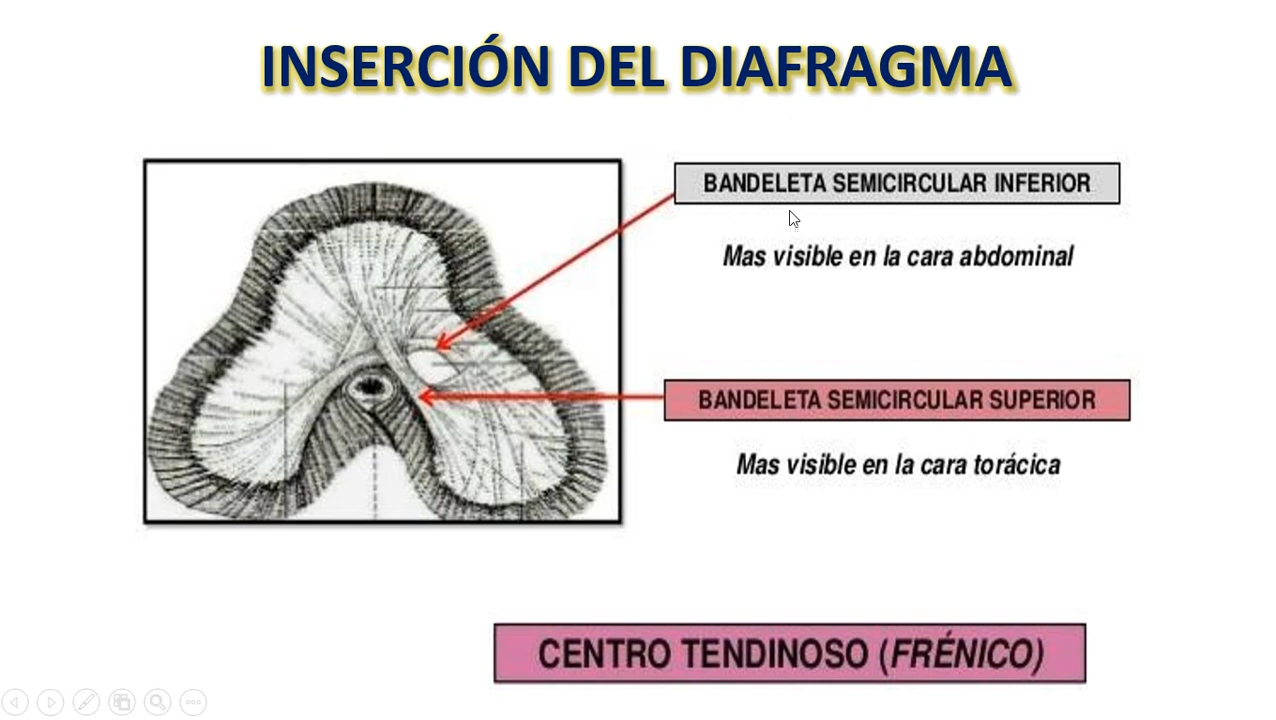 INSERCIÓN DEL DIAFRAGMA
BANDELETA SEMICIRCULAR INFERIOR
Mas visible en la cara abdominal
BANDELETA SEMICIRCULAR SUPERIOR
Mas visible en la cara torácica
CENTRO TENDINOSO (FRÉNICO)